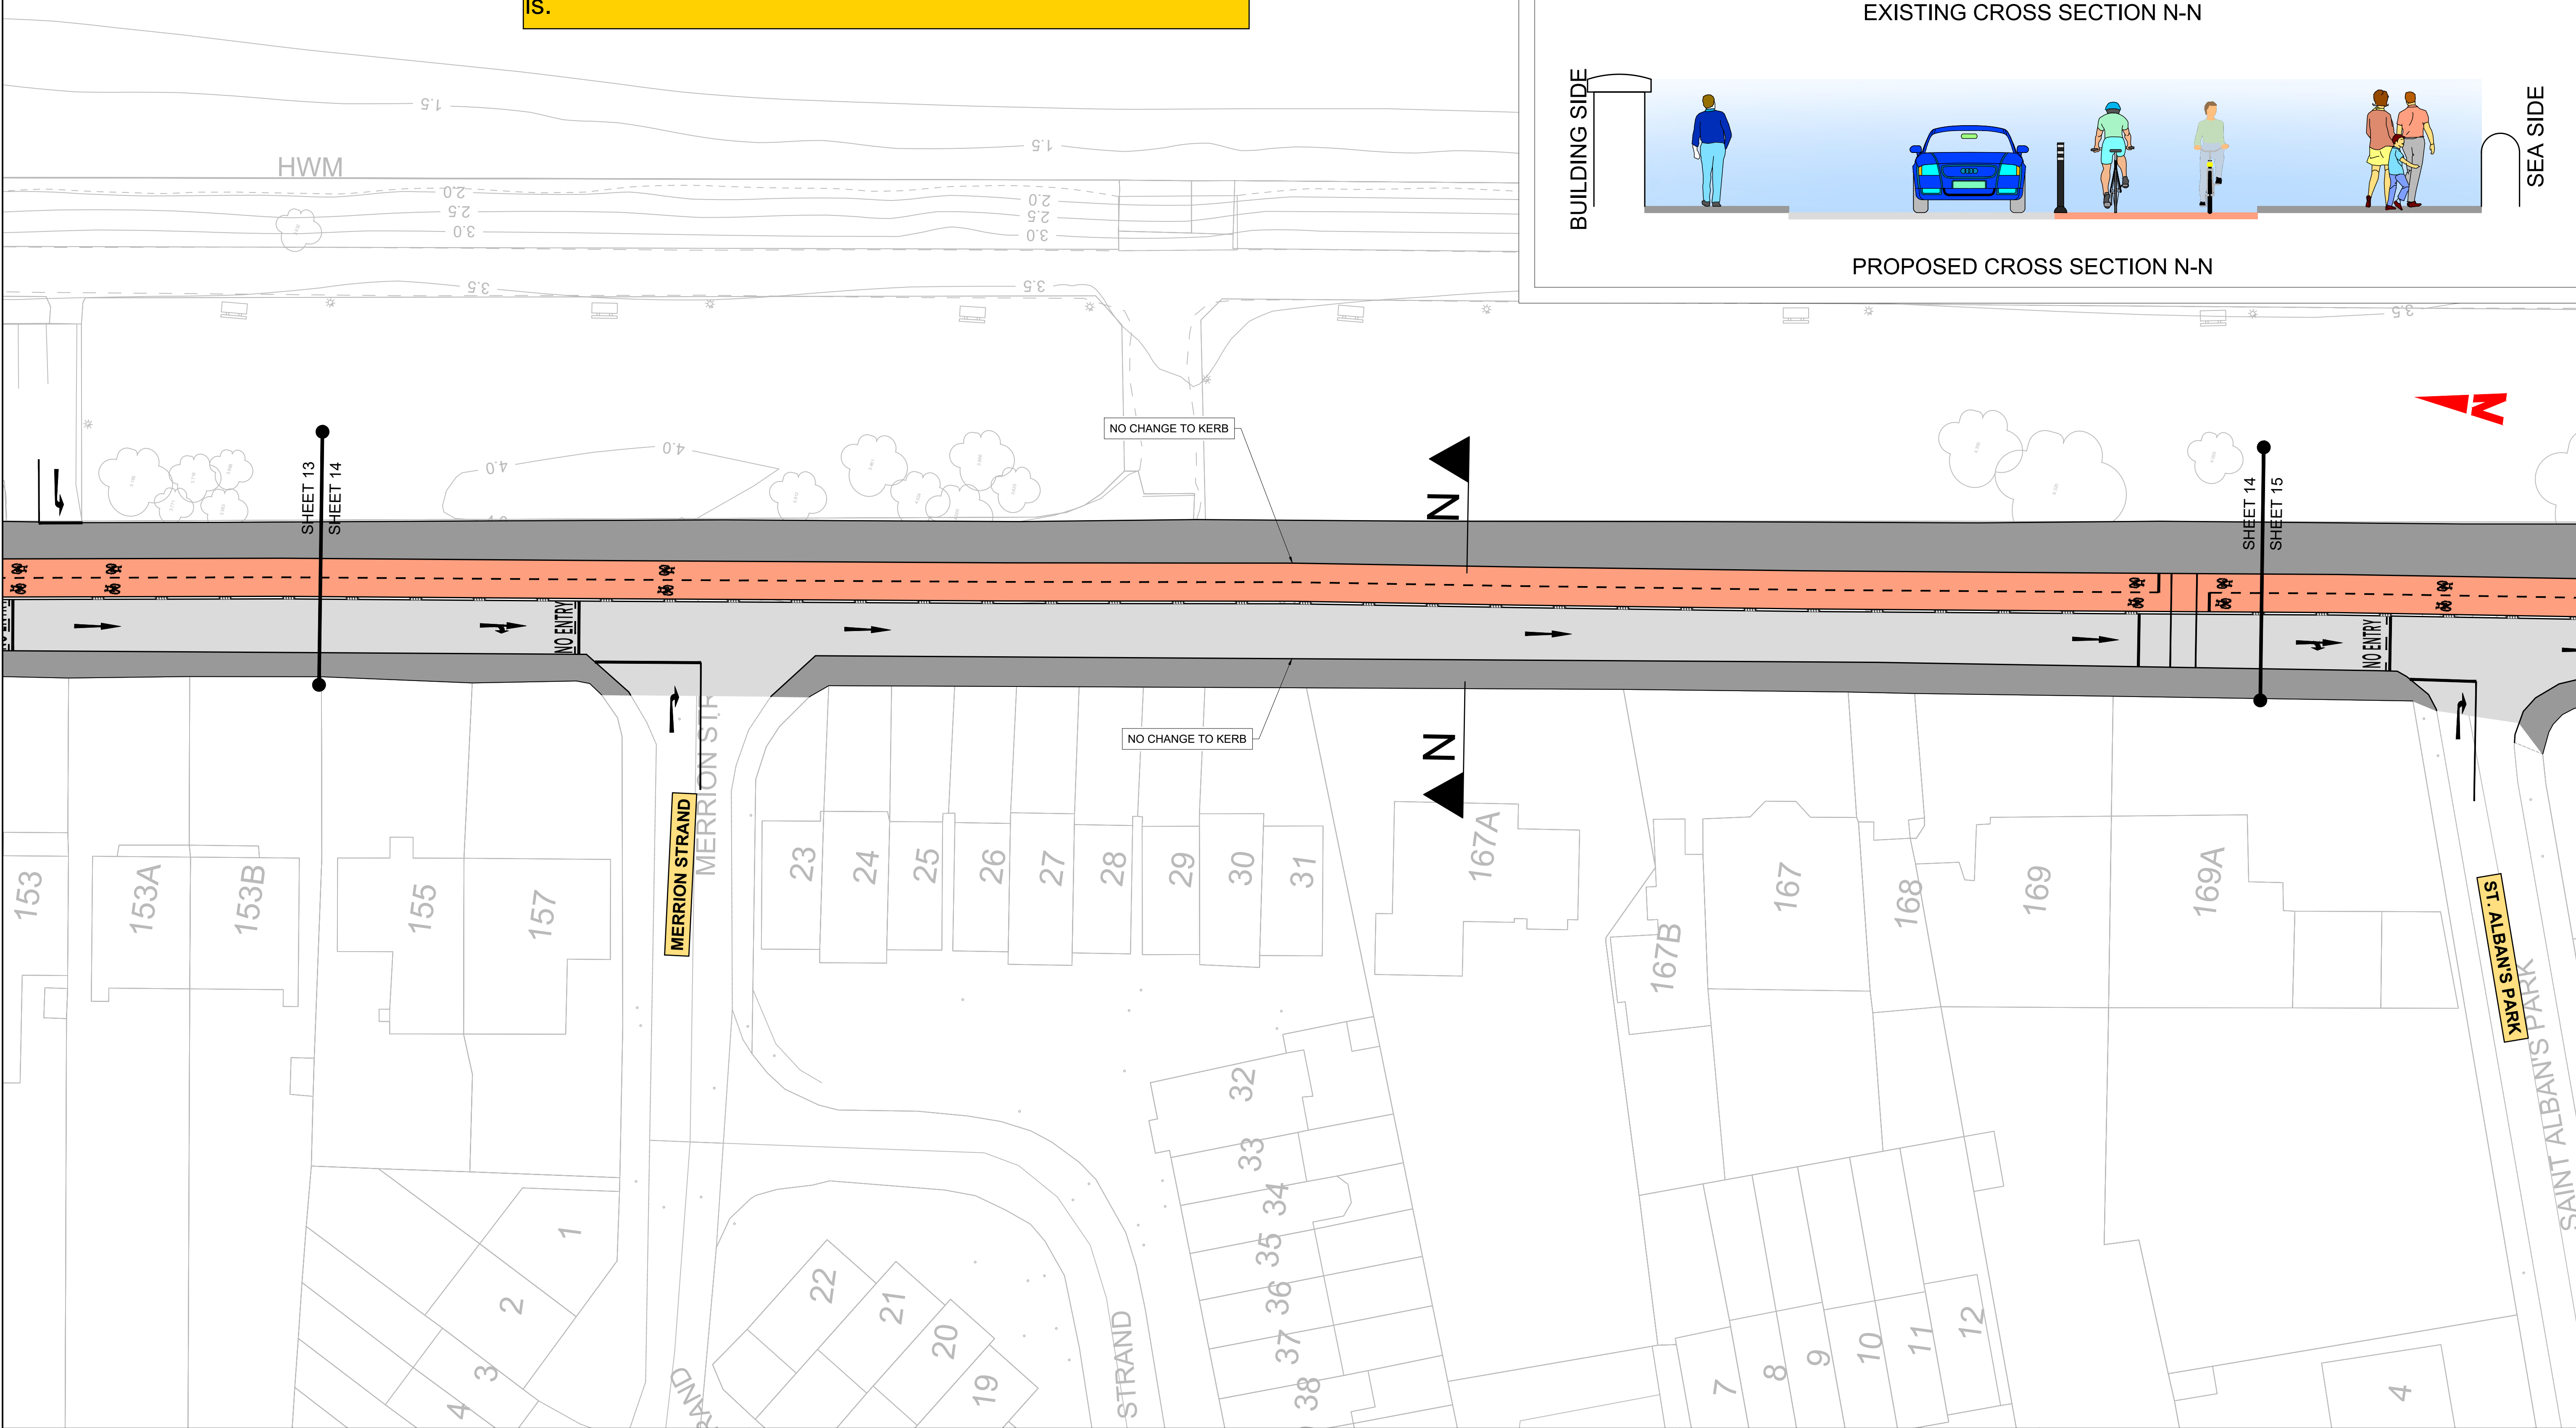 is.
EXISTING CROSS SECTION N-N
BUILDING SIDE
SEA SIDE
PROPOSED CROSS SECTION N-N
1.5
1.5
HWM
2.0
2.0
2.5
2.5
3.0
3.0
3.5
3.5
3.5
N
NO CHANGE TO KERB
4.0
4.0
4.0
SHEET 13
SHEET 14
N
SHEET 14
SHEET 15
NO ENTRY
NO ENTRY
NO ENTRY
NO CHANGE TO KERB
N
MERRION STRAND
MERRION STR
ST. ALBAN'S PARK
SAINT ALBAN'S PARK
153
153A
153B
155
157
23
24
25
26
27
28
29
30
31
167A
167B
167
168
169
169A
32
33
34
35
36
37
38
1
2
3
4
22
21
20
19
RAND
STRAND
7
8
9
10
11
12
4